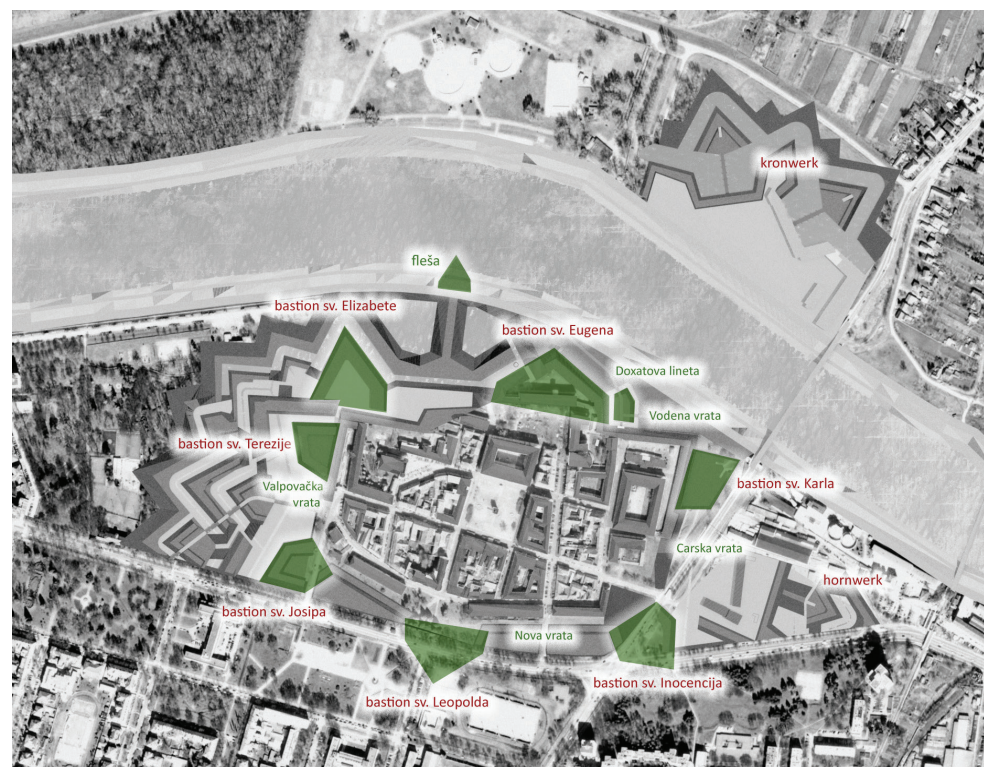 kronwerk
fleša
bastion sv. Elizabete
bastion sv. Eugena
Doxatova lineta
Vodena vrata
bastion sv. Terezije
bastion sv. Karla
Valpovačka
vrata
Carska vrata
hornwerk
bastion sv. Josipa
Nova vrata
bastion sv. Inocencija
bastion sv. Leopolda